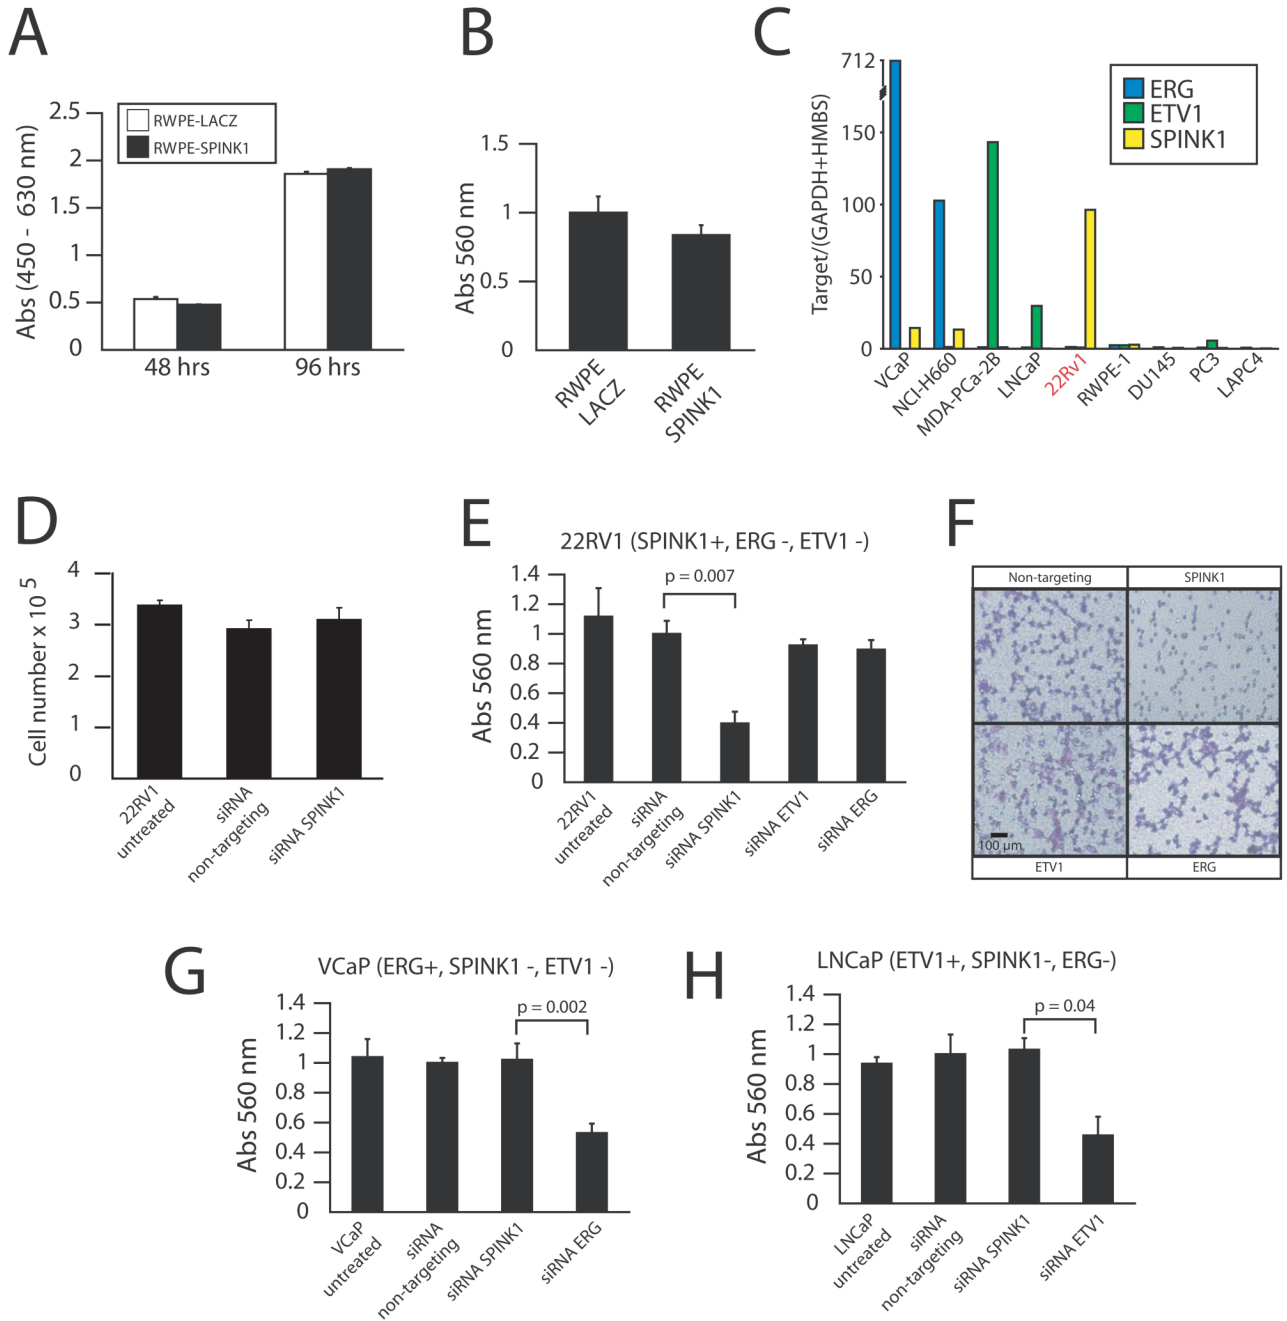 A
Abs (450 - 630 nm)
2.5
2
1.5
1
0.5
0
RWPE-LACZ
RWPE-SPINK1
48 hrs
96 hrs
B
Abs 560 nm
1.5
1
0.5
0
RWPE
LACZ
RWPE
SPINK1
C
Target/(GAPDH+HMBS)
712
150
100
50
0
ERG
ETV1
SPINK1
VCaP
NCI-H660
MDA-PCa-2B
LNCaP
22Rv1
RWPE-1
DU145
PC3
LAPC4
D
Cell number x 10 5
4
3
2
1
0
22RV1
untreated
siRNA
non-targeting
siRNA SPINK1
E
22RV1 (SPINK1+, ERG -, ETV1 -)
Abs 560 nm
1.4
1.2
1
0.8
0.6
0.4
0.2
0
p = 0.007
22RV1
untreated
siRNA
non-targeting
siRNA SPINK1
siRNA ETV1
siRNA ERG
F
Non-targeting
SPINK1
100 µm
ETV1
ERG
G
VCaP (ERG+, SPINK1 -, ETV1 -)
Abs 560 nm
1.4
1.2
1
0.8
0.6
0.4
0.2
0
p = 0.002
VCaP
untreated
siRNA
non-targeting
siRNA SPINK1
siRNA ERG
H
LNCaP (ETV1+, SPINK1-, ERG-)
Abs 560 nm
1.4
1.2
1
0.8
0.6
0.4
0.2
0
p = 0.04
LNCaP
untreated
siRNA
non-targeting
siRNA SPINK1
siRNA ETV1